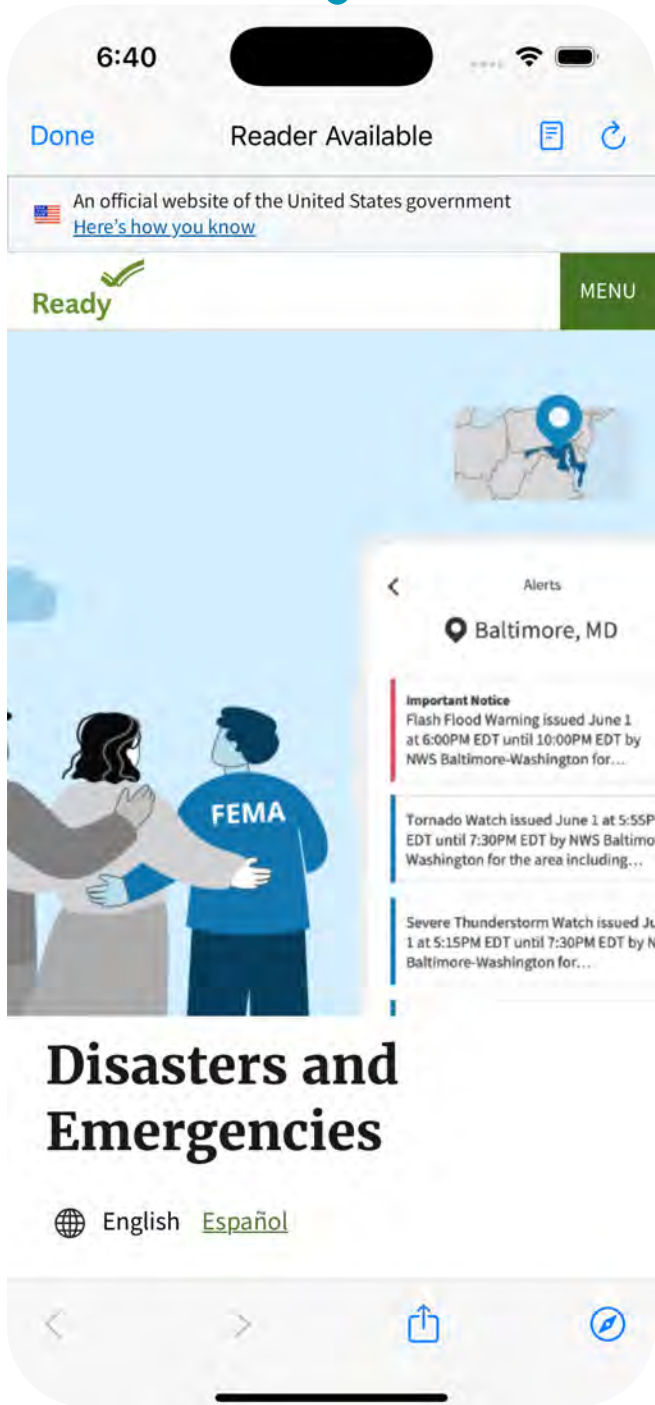 6:40
Done
Reader Available
An official website of the United States government
Here's how you know
Ready
MENU
Alerts
Baltimore, MD
Important Notice
Flash Flood Warning issued June 1
at 6:00PM EDT until 10:00PM EDT by
NWS Baltimore-Washington for...
FEMA
Tornado Watch issued June 1 at 5:55P
EDT until 7:30PM EDT by NWS Baltimo
Washington for the area including...
Severe Thunderstorm Watch issued Ju
1 at 5:15PM EDT until 7:30PM EDT by N
Baltimore-Washington for...
Disasters and
Emergencies
English Español